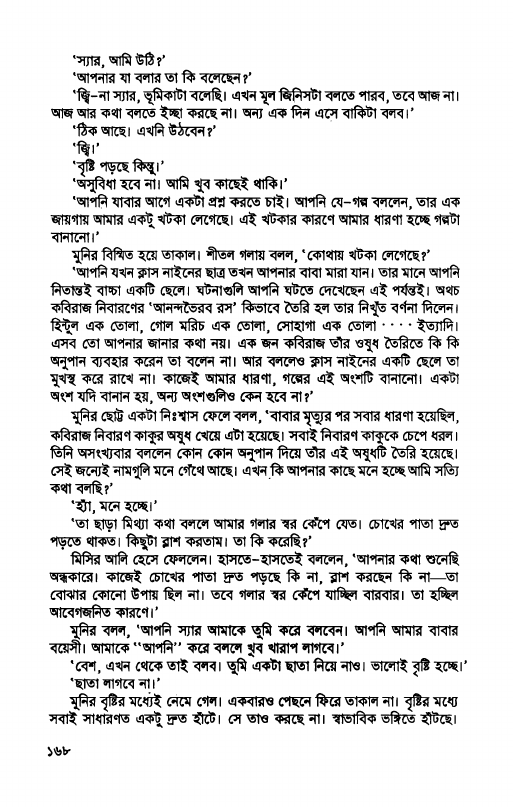 ‘স্যার, আমি উঠি?’
‘আপনার যা বলার তা কি বলেছেন?’
‘জ্বি-না স্যার, ভূমিকাটা বলেছি। এখন মূল জিনিসটা বলতে পারব, তবে আজ না।
আজ আর কথা বলতে ইচ্ছা করছে না। অন্য এক দিন এসে বাকিটা বলব।’
‘ঠিক আছে। এখনি উঠবেন?’
‘জ্বি।’
‘বৃষ্টি পড়ছে কিন্তু।’
‘অসুবিধা হবে না। আমি খুব কাছেই থাকি।’
‘আপনি যাবার আগে একটা প্রশ্ন করতে চাই। আপনি যে-গল্প বললেন, তার এক
জায়গায় আমার একটু খটকা লেগেছে। এই খটকার কারণে আমার ধারণা হচ্ছে গল্পটা
বানানো।’
মুনির বিস্মিত হয়ে তাকাল। শীতল গলায় বলল, ‘কোথায় খটকা লেগেছে?’
‘আপনি যখন ক্লাস নাইনের ছাত্র তখন আপনার বাবা মারা যান। তার মানে আপনি
নিতান্তই বাচ্চা একটি ছেলে। ঘটনাগুলি আপনি ঘটতে দেখেছেন এই পর্যন্তই। অথচ
কবিরাজ নিবারণের ‘আনন্দভৈরব রস’ কিভাবে তৈরি হল তার নিখুঁত বর্ণনা দিলেন।
হিন্টুল এক তোলা, গোল মরিচ এক তোলা, সোহাগা এক তোলা ···· ইত্যাদি।
এসব তো আপনার জানার কথা নয়। এক জন কবিরাজ তাঁর ওষুধ তৈরিতে কি কি
অনুপান ব্যবহার করেন তা বলেন না। আর বললেও ক্লাস নাইনের একটি ছেলে তা
মুখস্থ করে রাখে না। কাজেই আমার ধারণা, গল্পের এই অংশটি বানানো। একটা
অংশ যদি বানান হয়, অন্য অংশগুলিও কেন হবে না?’
মুনির ছোট্ট একটা নিঃশ্বাস ফেলে বলল, ‘বাবার মৃত্যুর পর সবার ধারণা হয়েছিল,
কবিরাজ নিবারণ কাকুর অষুধ খেয়ে এটা হয়েছে। সবাই নিবারণ কাকুকে চেপে ধরল।
তিনি অসংখ্যবার বললেন কোন কোন অনুপান দিয়ে তাঁর এই অষুধটি তৈরি হয়েছে।
সেই জন্যেই নামগুলি মনে গেঁথে আছে। এখন কি আপনার কাছে মনে হচ্ছে আমি সত্যি
কথা বলছি?’
‘হ্যাঁ, মনে হচ্ছে।’
‘তা ছাড়া মিথ্যা কথা বললে আমার গলার স্বর কেঁপে যেত। চোখের পাতা দ্রুত
পড়তে থাকত। কিছুটা ব্লাশ করতাম। তা কি করেছি?’
মিসির আলি হেসে ফেললেন। হাসতে-হাসতেই বললেন, ‘আপনার কথা শুনেছি
অন্ধকারে। কাজেই চোখের পাতা দ্রুত পড়ছে কি না, ব্লাশ করছেন কি না—তা
বোঝার কোনো উপায় ছিল না। তবে গলার স্বর কেঁপে যাচ্ছিল বারবার। তা হচ্ছিল
আবেগজনিত কারণে।’
মুনির বলল, ‘আপনি স্যার আমাকে তুমি করে বলবেন। আপনি আমার বাবার
বয়েসী। আমাকে “আপনি” করে বললে খুব খারাপ লাগবে।’
‘বেশ, এখন থেকে তাই বলব। তুমি একটা ছাতা নিয়ে নাও। ভালোই বৃষ্টি হচ্ছে।’
‘ছাতা লাগবে না।’
মুনির বৃষ্টির মধ্যেই নেমে গেল। একবারও পেছনে ফিরে তাকাল না। বৃষ্টির মধ্যে
সবাই সাধারণত একটু দ্রুত হাঁটে। সে তাও করছে না। স্বাভাবিক ভঙ্গিতে হাঁটছে।
১৬৮